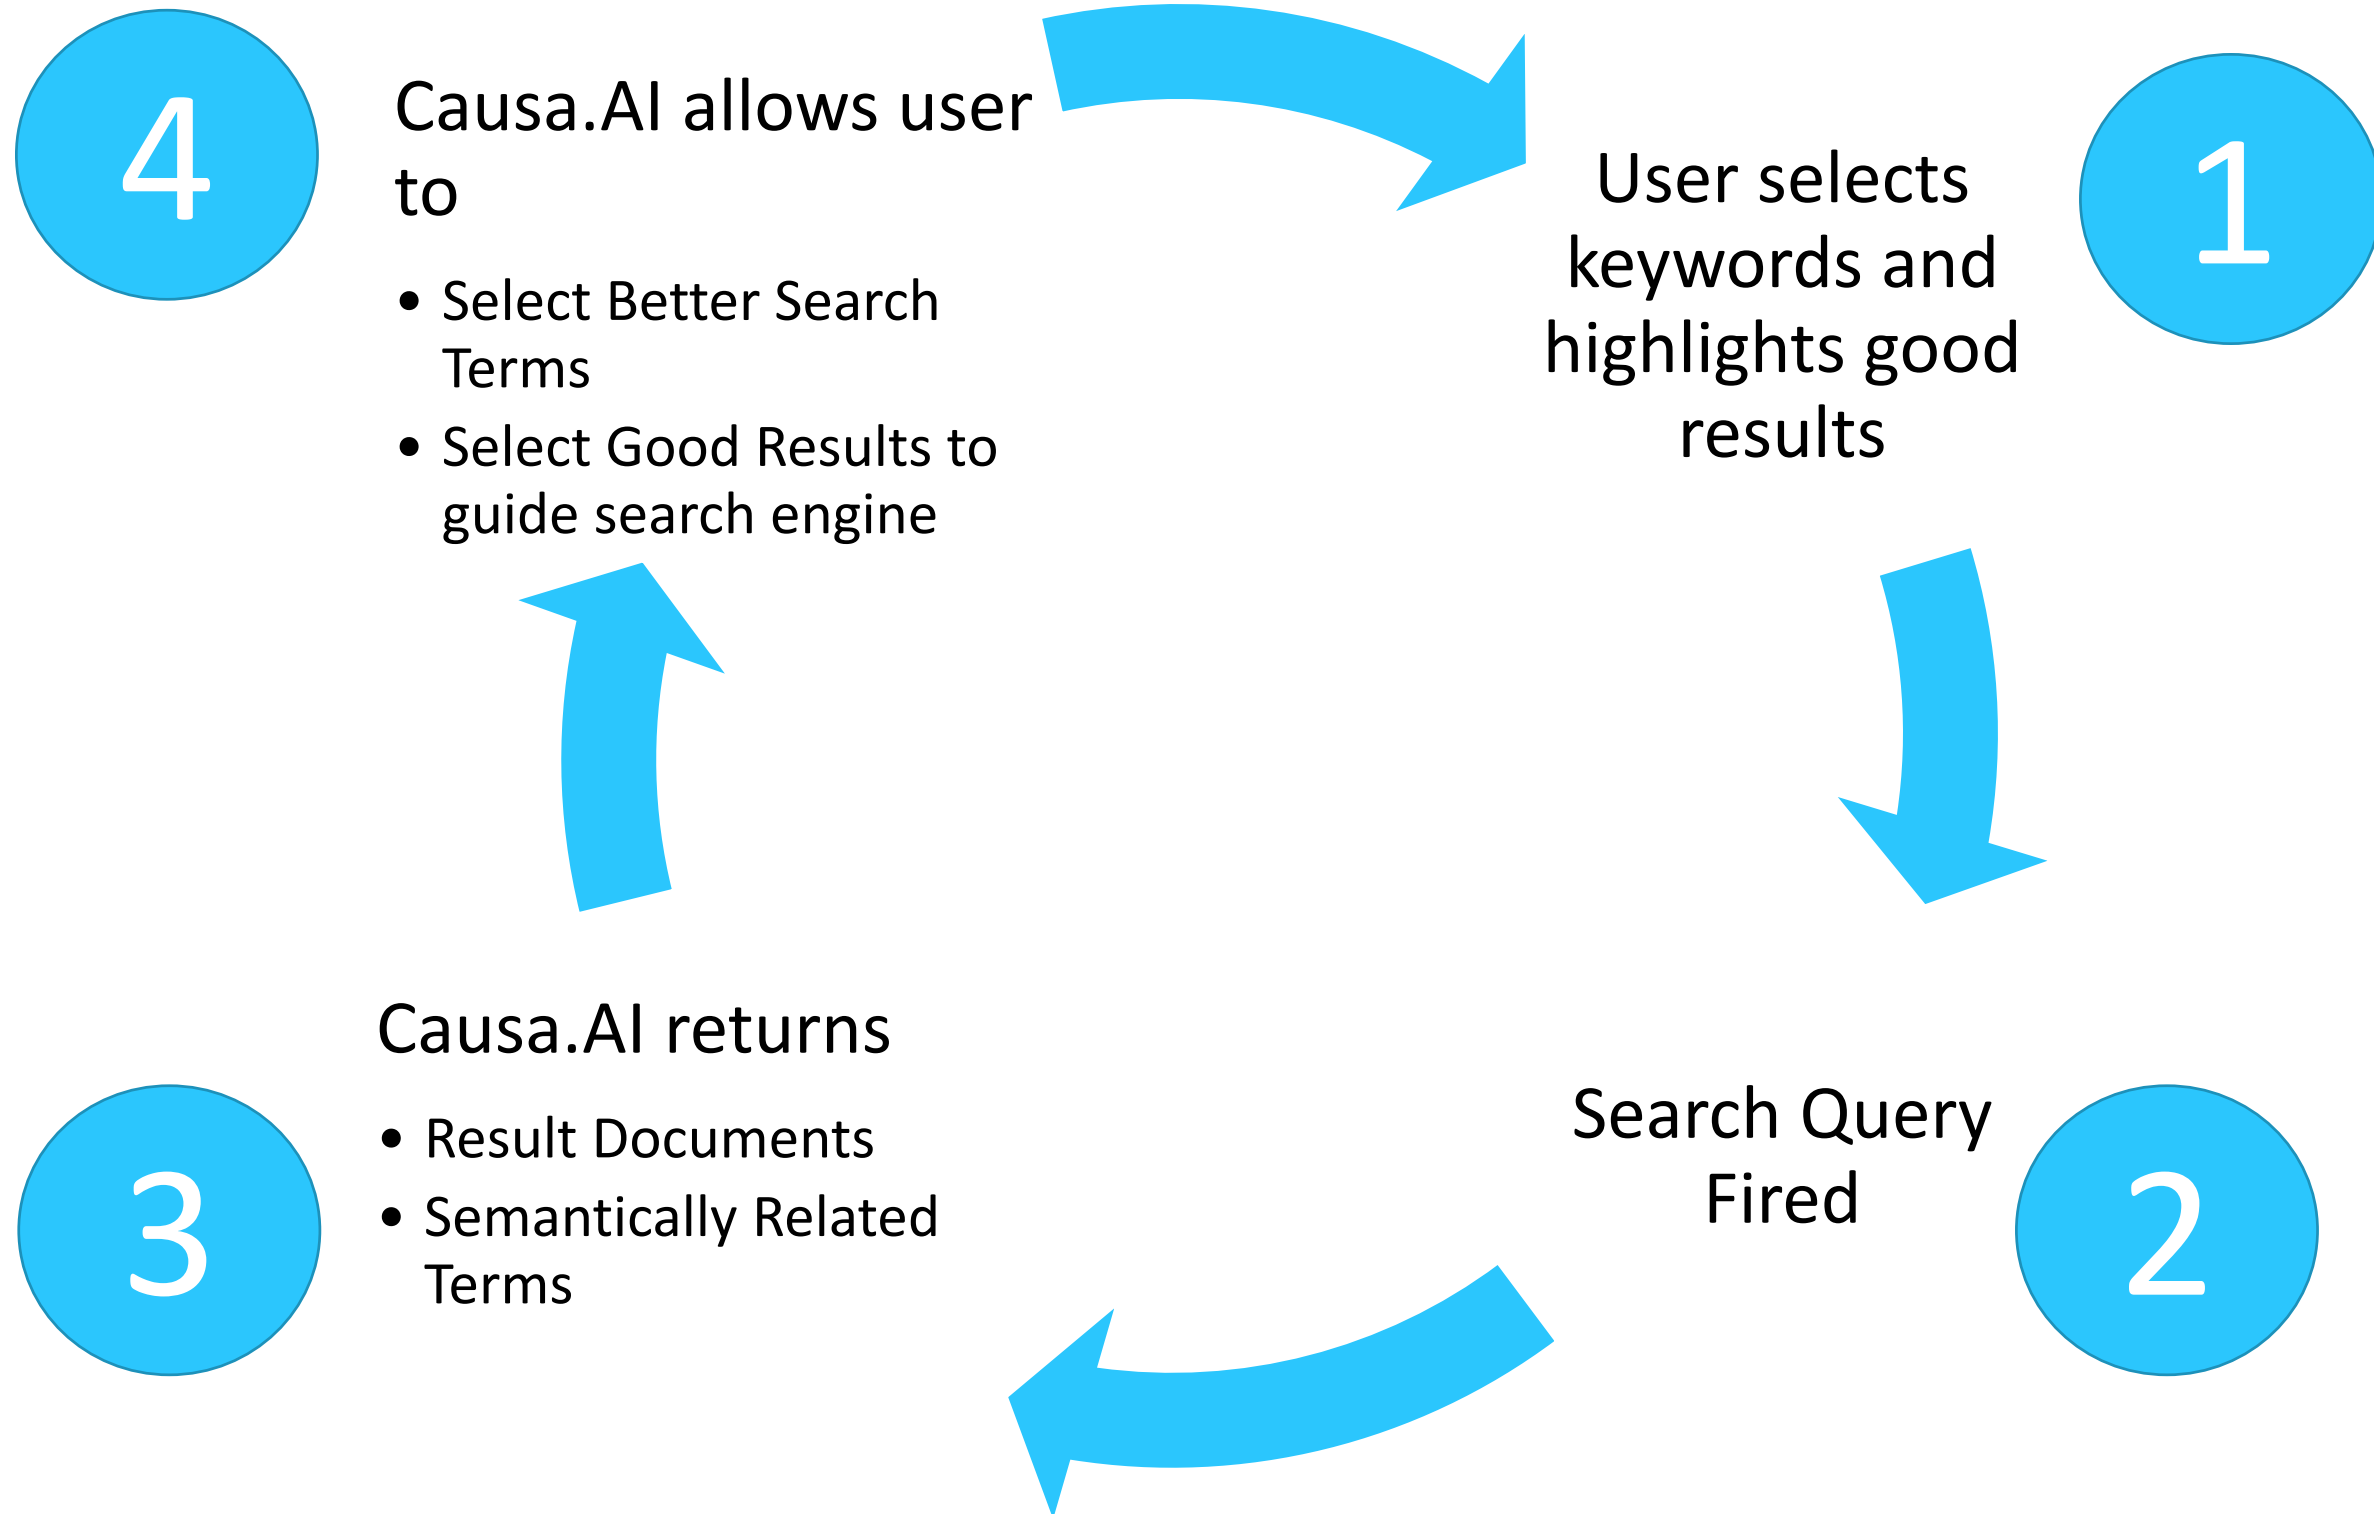 4
Causa.AI allows user
to
• Select Better Search
Terms
• Select Good Results to
guide search engine
1
User selects
keywords and
highlights good
results
3
Causa.AI returns
• Result Documents
• Semantically Related
Terms
2
Search Query
Fired